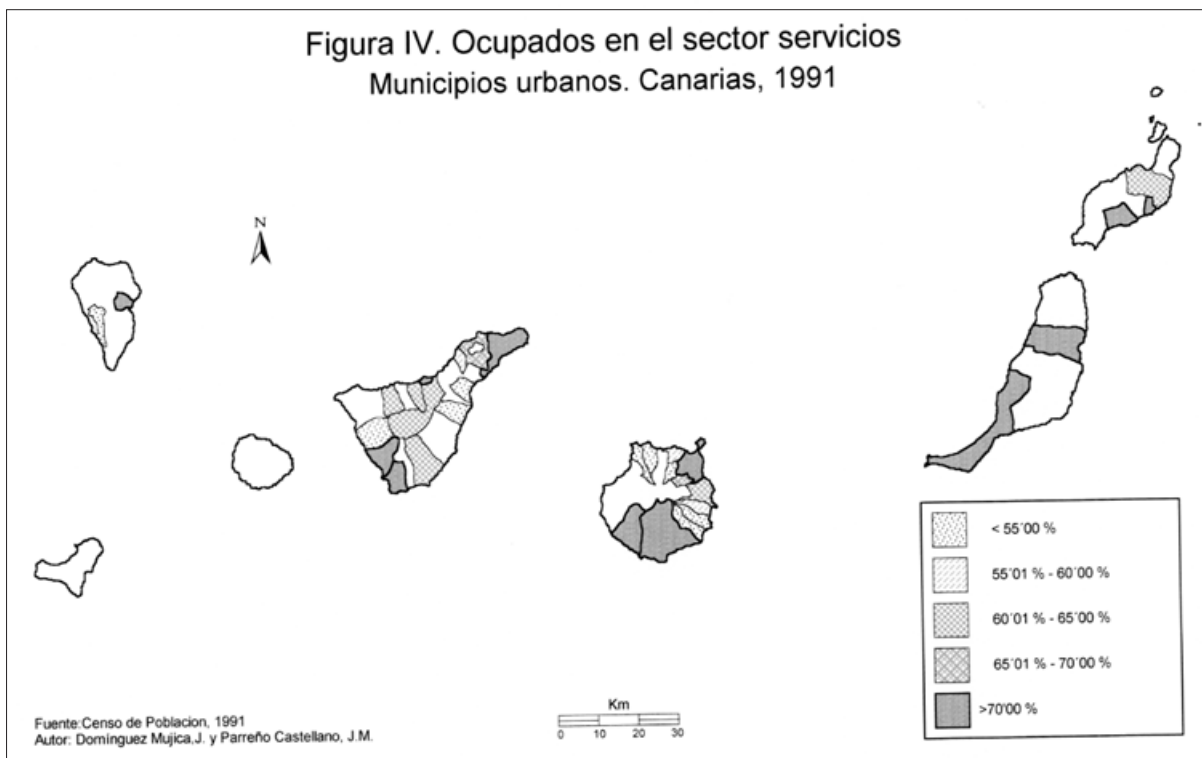 Figura IV. Ocupados en el sector servicios
Municipios urbanos. Canarias, 1991
N
< 55´00 %
55´01 % - 60´00 %
60´01 % - 65´00 %
65´01 % - 70´00 %
>70'00 %
Km
0 10 20 30
Fuente:Censo de Poblacion, 1991
Autor: Domínguez Mujica,J. y Parreño Castellano, J.M.